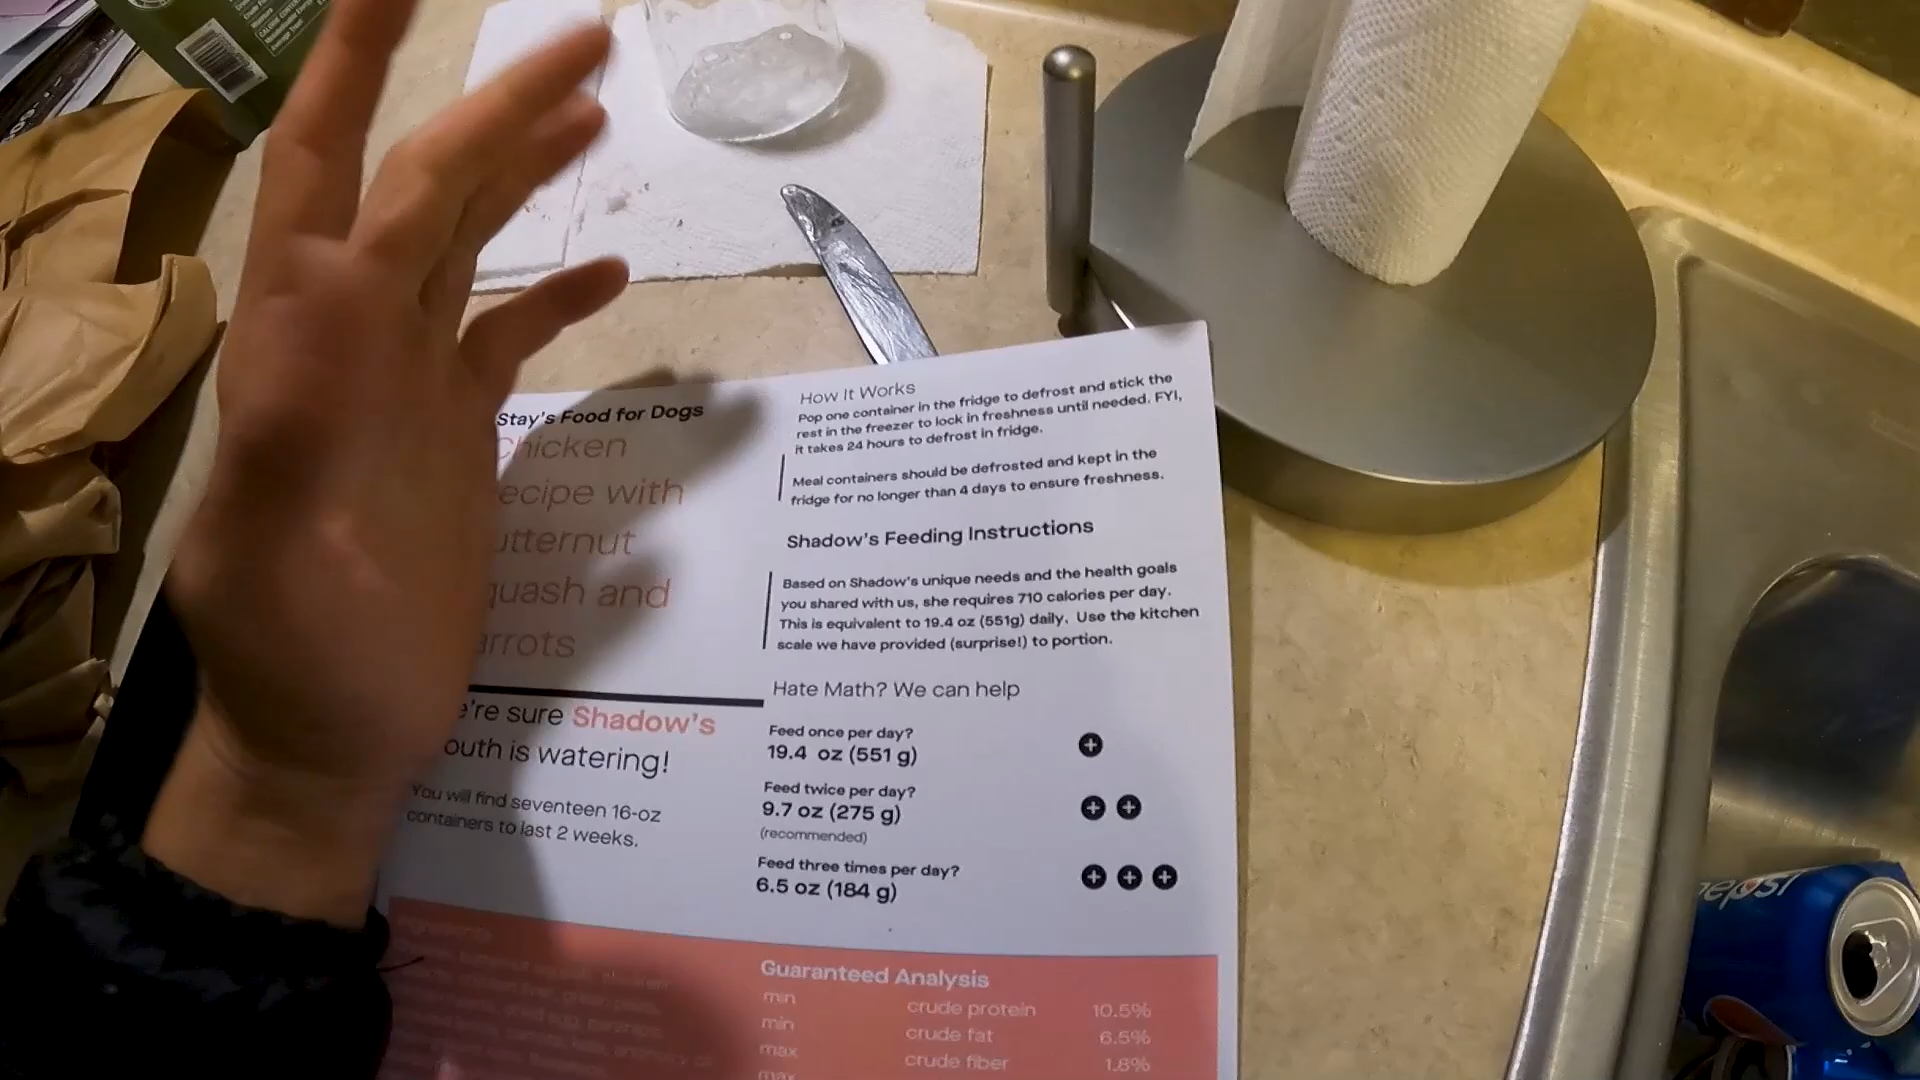 Stay's Food for Dogs
Chicken
ecipe with
utternut
quash and
arrots
e're sure Shadow's
outh is watering!
You will find seventeen 16-oz
containers to last 2 weeks.
How It Works
Pop one container in the fridge to defrost and stick the
rest in the freezer to lock in freshness until needed. FYI,
it takes 24 hours to defrost in fridge.
Meal containers should be defrosted and kept in the
fridge for no longer than 4 days to ensure freshness.
Shadow's Feeding Instructions
Based on Shadow's unique needs and the health goals
you shared with us, she requires 710 calories per day.
This is equivalent to 19.4 oz (551g) daily. Use the kitchen
scale we have provided (surprise!) to portion.
Hate Math? We can help
Feed once per day?
19.4 oz (551 g)
Feed twice per day?
9.7 oz (275 g)
(recommended)
Feed three times per day?
6.5 oz (184 g)
Guaranteed Analysis
min crude protein 10.5%
min crude fat 6.5%
max crude fiber 1.8%
max
pepsi